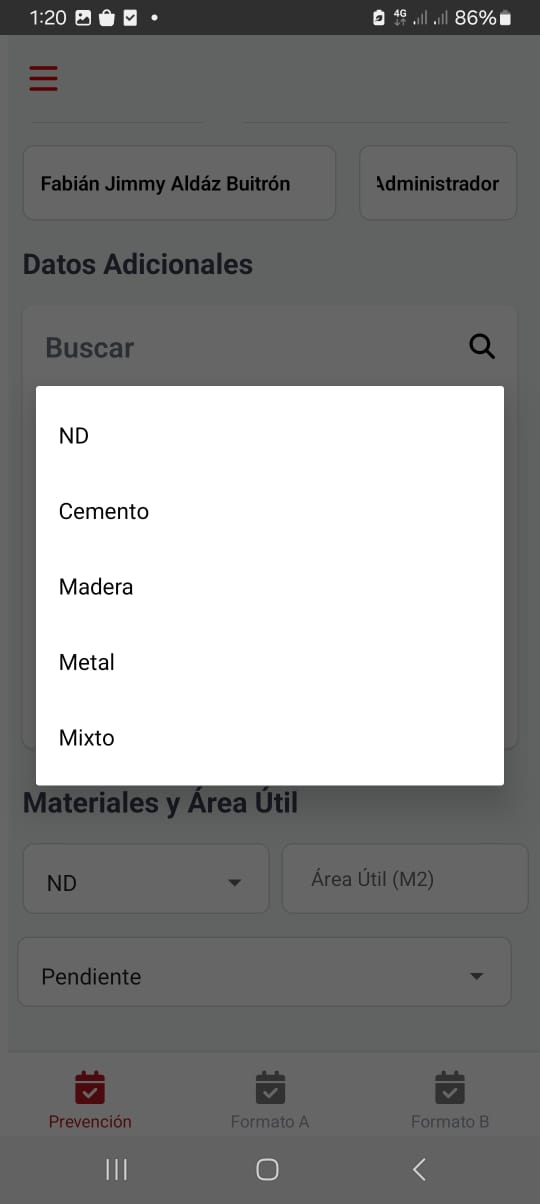 1:20 4G 86%
Fabián Jimmy Aldáz Buitrón Administrador
Datos Adicionales
Buscar
ND
Cemento
Madera
Metal
Mixto
Materiales y Área Útil
ND Área Útil (M2)
Pendiente
Prevención Formato A Formato B